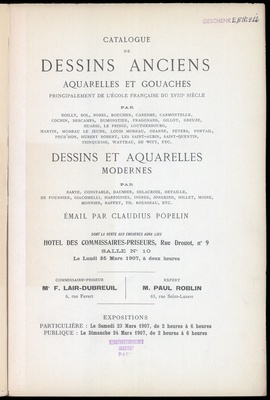 CATALOGUE
DE
DESSINS ANCIENS
AQUARELLES ET GOUACHES
PRINCIPALEMENT DE L'ÉCOLE FRANÇAISE DU XVIIIe SIÈCLE
PAR
BOILLY, BOL, BOREL, BOUCHER, CARESME, CARMONTELLE,
COCHIN, DESCAMPS, DUMONSTIER, FRAGONARD, GILLOT, GREUZE,
HUARD, LE PRINCE, LOUTHERBOURG,
MARTIN, MOREAU LE JEUNE, LOUIS MOREAU, OZANNE, PETERS, PORTAIL,
PRUD'HON, HUBERT ROBERT, LES SAINT-AUBIN, SAINT-QUENTIN,
TRINQUESSE, WATTEAU, DE WITT, ETC.
DESSINS ET AQUARELLES
MODERNES
PAR
BARYE, CONSTABLE, DAUMIER, DELACROIX, DETAILLE,
DE FOURNIER, GIACOMELLI, HARPIGNIES, INGRES, JONGKIND, MILLET, MOINE,
MONNIER, RAFFET, TH. ROUSSEAU, ETC.
ÉMAIL PAR CLAUDIUS POPELIN
DONT LA VENTE AUX ENCHÈRES AURA LIEU
HOTEL DES COMMISSAIRES-PRISEURS, Rue Drouot, n° 9
SALLE N° 10
Le Lundi 25 Mars 1907, à deux heures
COMMISSAIRE-PRISEUR
Me F. LAIR-DUBREUIL
6, rue Favart
EXPERT
M. PAUL ROBLIN
65, rue Saint-Lazare
EXPOSITIONS
PARTICULIÈRE : Le Samedi 23 Mars 1907, de 2 heures à 6 heures
PUBLIQUE : Le Dimanche 24 Mars 1907, de 2 heures à 6 heures